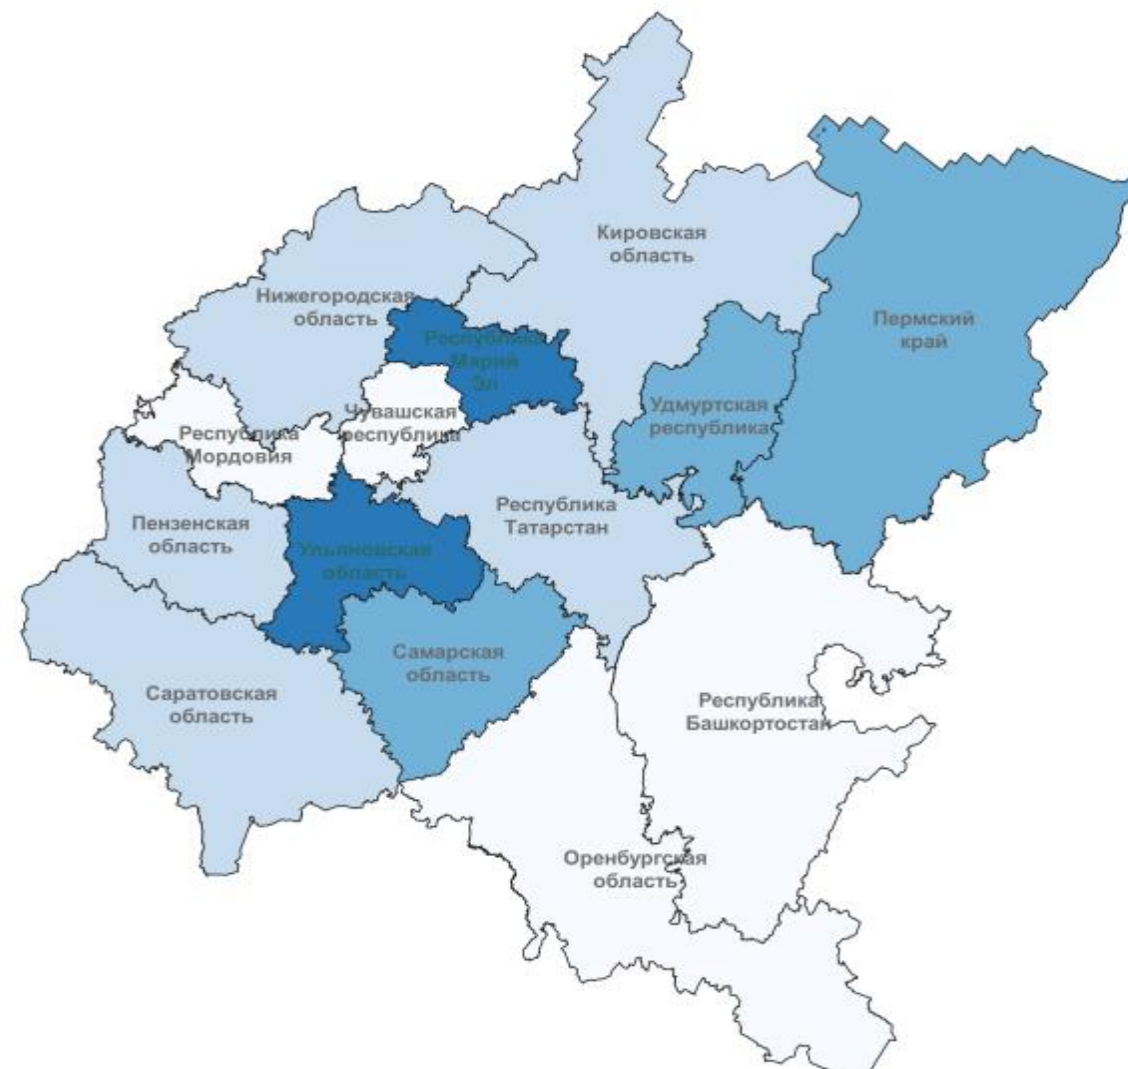 Кировская
область
Нижегородская
область
Пермский
край
Республика
Марий
Эл
Удмуртская
республика
Чувашская
республика
Республика
Мордовия
Республика
Татарстан
Пензенская
область
Ульяновская
область
Самарская
область
Саратовская
область
Республика
Башкортостан
Оренбургская
область